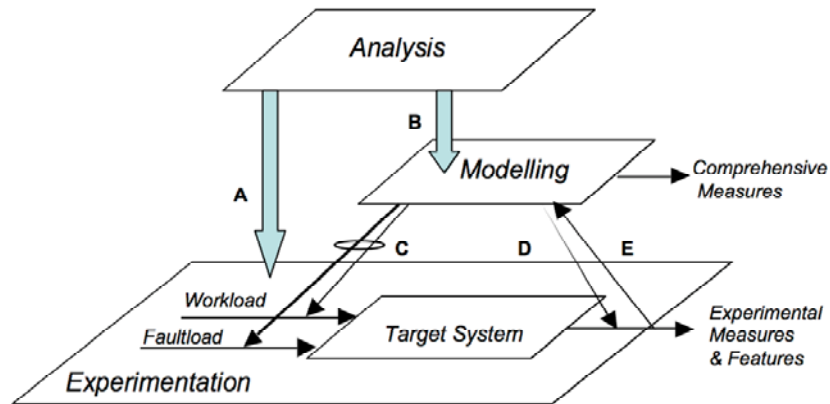 Analysis
B
Modelling
Comprehensive
Measures
A
C
D
E
Workload
Faultload
Target System
Experimental
Measures
& Features
Experimentation